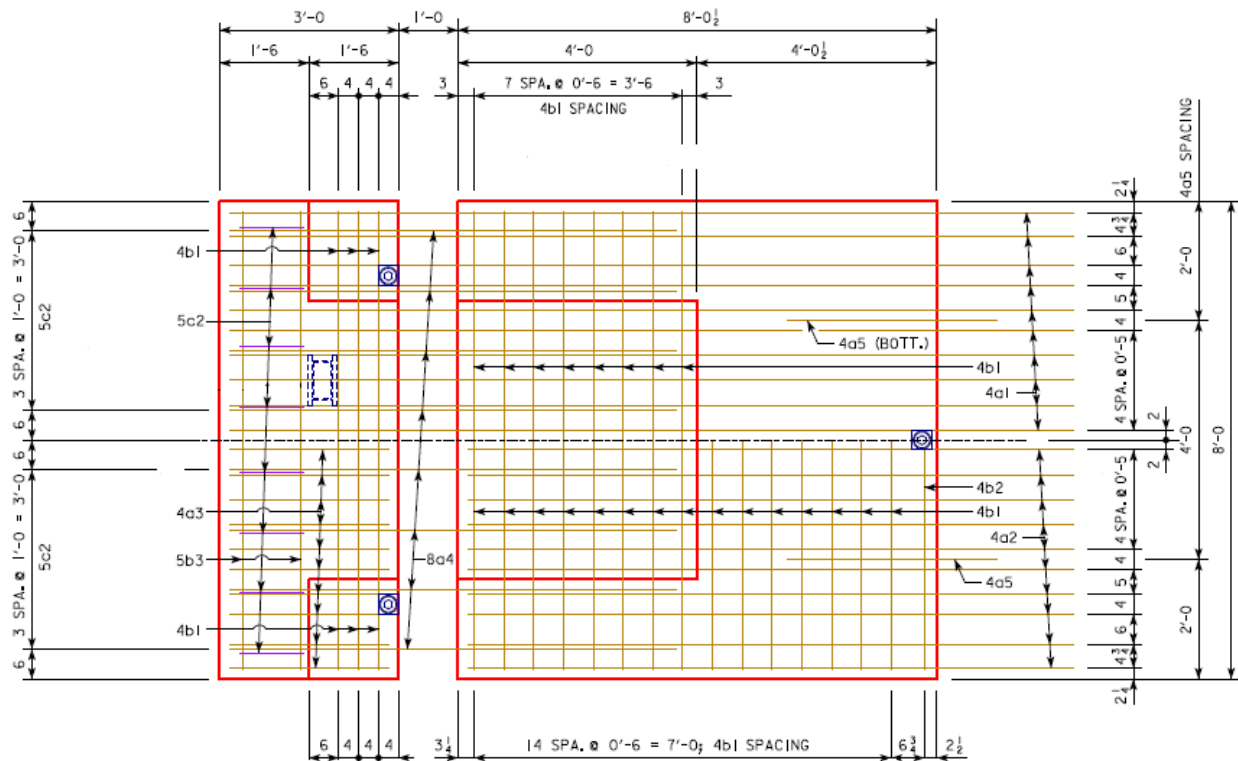 3'-0
1'-0
8'-0½
1'-6
1'-6
4'-0
4'-0½
6 4 4 4
3
7 SPA. @ 0'-6 = 3'-6
3
4b1 SPACING
4a5 SPACING
6
3 SPA. @ 1'-0 = 3'-0
5c2
6
6
3 SPA. @ 1'-0 = 3'-0
5c2
6
4b1
5c2
4a3
5b3
4b1
8a4
4a5 (BOTT.)
4b1
4a1
4b2
4b1
4a2
4a5
2¼
4¾
6
4
5
4
4 SPA. @ 0'-5
2
2
4 SPA. @ 0'-5
4
5
4
6
4¾
2¼
2'-0
4'-0
2'-0
8'-0
6 4 4 4
3¼
14 SPA. @ 0'-6 = 7'-0; 4b1 SPACING
6¾
2½